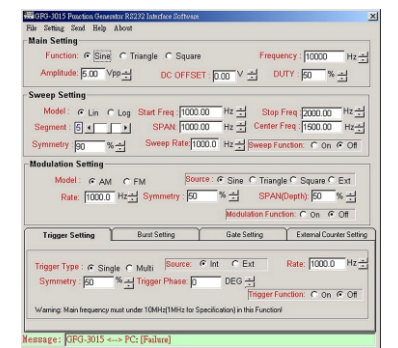 GFG-3015 Function Generator RS232 Interface Software
File Setting Send Help About
Main Setting
Function: Sine Triangle Square Frequency: 10000 Hz
Amplitude: 5.00 Vpp DC OFFSET: 0.00 V DUTY: 50 %
Sweep Setting
Model: Lin Log Start Freq: 1000.00 Hz Stop Freq: 2000.00 Hz
Segment: 5 SPAN: 1000.00 Hz Center Freq: 1500.00 Hz
Symmetry: 90 % Sweep Rate: 1000.0 Hz Sweep Function: On Off
Modulation Setting
Model: AM FM Source: Sine Triangle Square Ext
Rate: 1000.0 Hz Symmetry: 50 % SPAN(Depth): 50 %
Modulation Function: On Off
Trigger Setting Burst Setting Gate Setting External Counter Setting
Trigger Type: Single Multi Source: Int Ext Rate: 1000.0 Hz
Symmetry: 50 % Trigger Phase: 0 DEG
Trigger Function: On Off
Warning: Main frequency must under 10MHz(1MHz for Specification) in this Function!
Message: GFG-3015 <--> PC: [Failure]